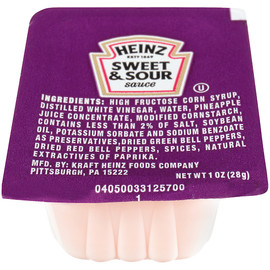 HEINZ
ESTD 1869
SWEET
& SOUR
sauce
U
INGREDIENTS: HIGH FRUCTOSE CORN SYRUP,
DISTILLED WHITE VINEGAR, WATER, PINEAPPLE
JUICE CONCENTRATE, MODIFIED CORNSTARCH,
CONTAINS LESS THAN 2% OF SALT, SOYBEAN
OIL, POTASSIUM SORBATE AND SODIUM BENZOATE
AS PRESERVATIVES, DRIED GREEN BELL PEPPERS,
DRIED RED BELL PEPPERS, SPICES, NATURAL
EXTRACTIVES OF PAPRIKA.
MFD. BY: KRAFT HEINZ FOODS COMPANY
PITTSBURGH, PA 15222 NET WT 1 OZ (28g)
04050033125700
1